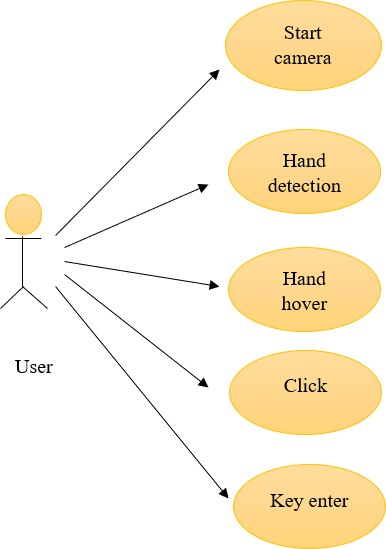 Start
camera
Hand
detection
Hand
hover
User
Click
Key enter